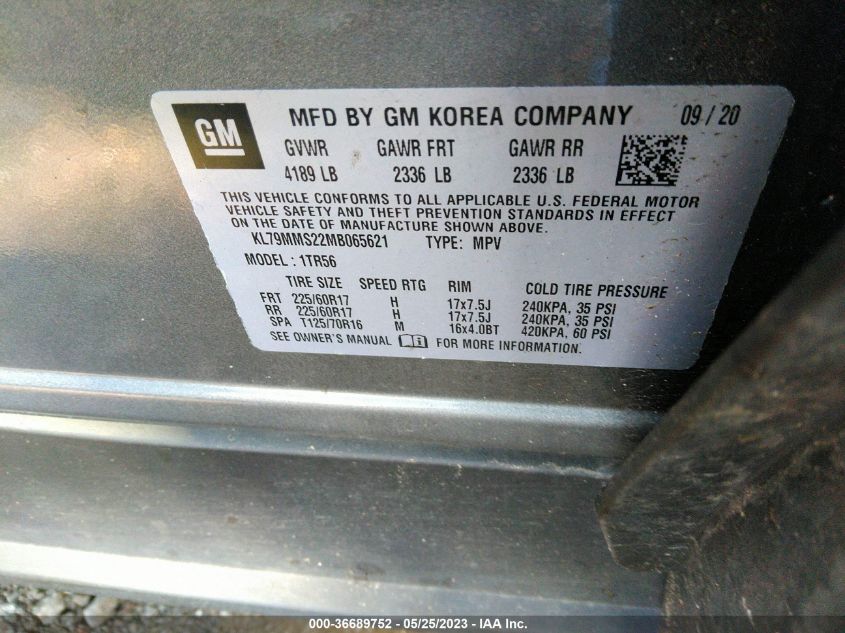 GM
MFD BY GM KOREA COMPANY 09 / 20
GVWR GAWR FRT GAWR RR
4189 LB 2336 LB 2336 LB
THIS VEHICLE CONFORMS TO ALL APPLICABLE U.S. FEDERAL MOTOR
VEHICLE SAFETY AND THEFT PREVENTION STANDARDS IN EFFECT
ON THE DATE OF MANUFACTURE SHOWN ABOVE.
KL79MMS22MB065621 TYPE: MPV
MODEL : 1TR56
TIRE SIZE SPEED RTG RIM COLD TIRE PRESSURE
FRT 225/60R17 H 17x7.5J 240KPA, 35 PSI
RR 225/60R17 H 17x7.5J 240KPA, 35 PSI
SPA T125/70R16 M 16x4.0BT 420KPA, 60 PSI
SEE OWNER'S MANUAL FOR MORE INFORMATION.
000-36689752 - 05/25/2023 - IAA Inc.